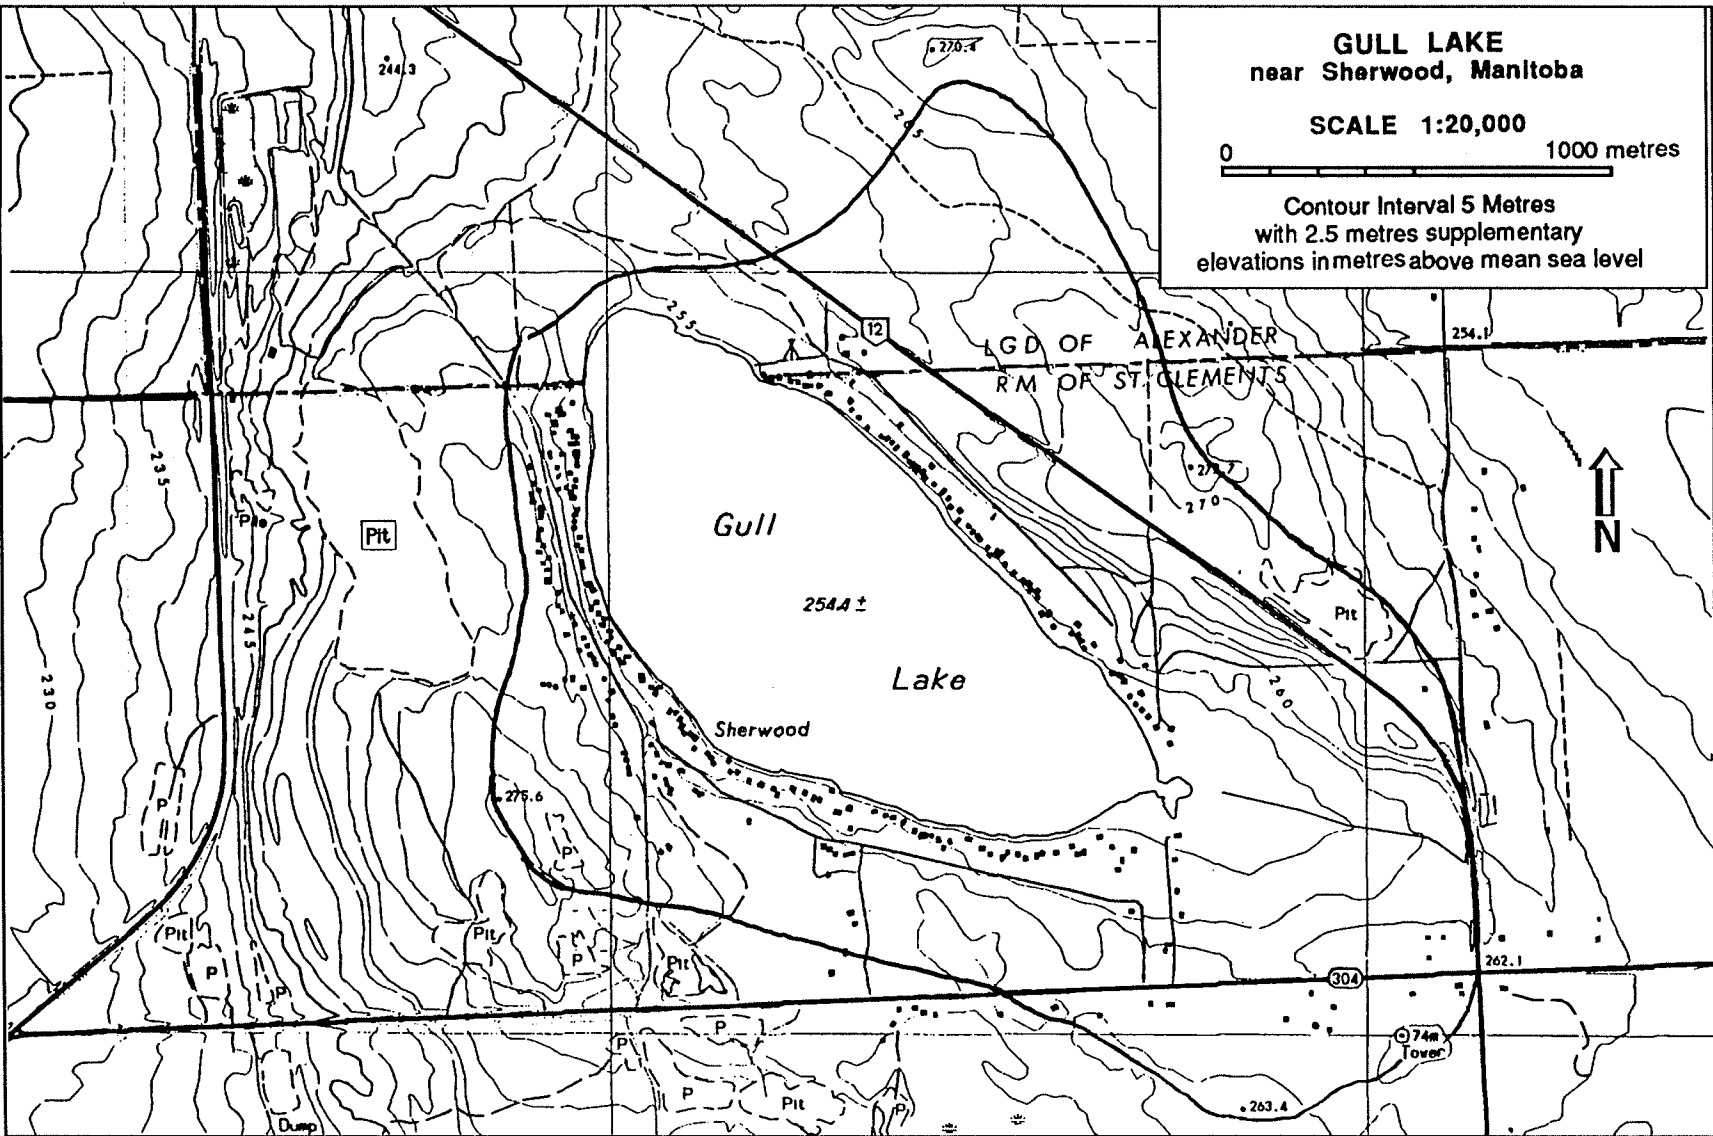 GULL LAKE
near Sherwood, Manitoba
SCALE 1:20,000
0 1000 metres
Contour Interval 5 Metres
with 2.5 metres supplementary
elevations in metres above mean sea level
270.4
244.3
265
255
12
LGD OF ALEXANDER
254.1
RM OF ST. CLEMENTS
235
270
Pit
Gull
N
254.4 ±
Pit
245
Lake
260
230
Sherwood
275.6
P
P
Pit
Pit
P
Pit
P
262.1
304
P
P
P
74m
Tower
P
Pit
P
263.4
Dump